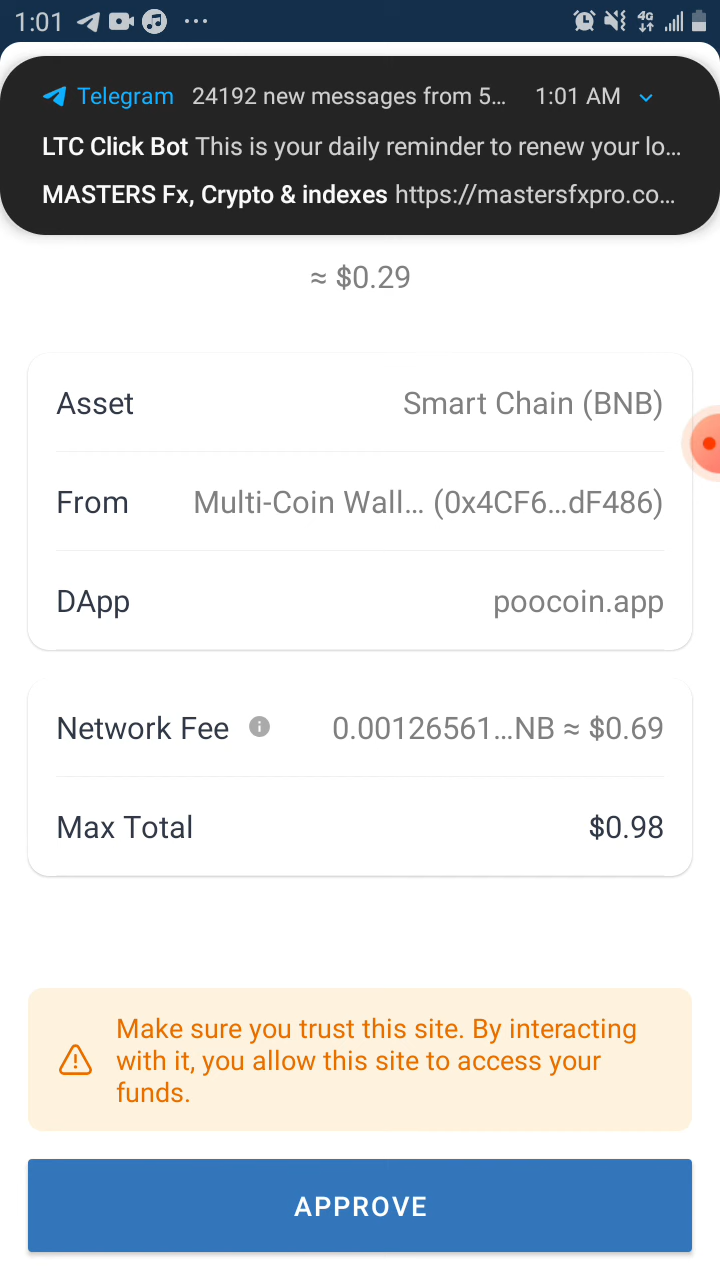 1:01 ...
4G
Telegram 24192 new messages from 5... 1:01 AM
LTC Click Bot This is your daily reminder to renew your lo...
MASTERS Fx, Crypto & indexes https://mastersfxpro.co...
≈ $0.29
Asset Smart Chain (BNB)
From Multi-Coin Wall... (0x4CF6...dF486)
DApp poocoin.app
Network Fee 0.00126561...NB ≈ $0.69
Max Total $0.98
Make sure you trust this site. By interacting
with it, you allow this site to access your
funds.
APPROVE